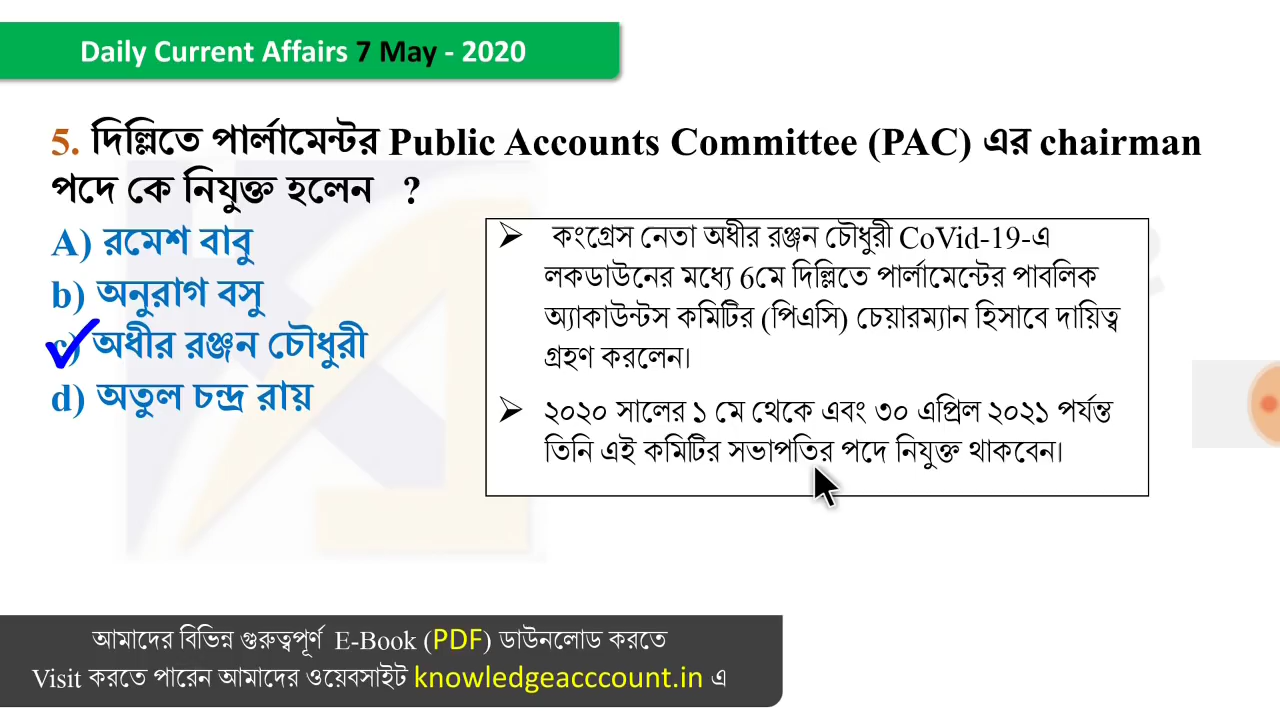 Daily Current Affairs 7 May - 2020
5. দিল্লিতে পার্লামেন্টর Public Accounts Committee (PAC) এর chairman
পদে কে নিযুক্ত হলেন ?
A) রমেশ বাবু
b) অনুরাগ বসু
c) অধীর রঞ্জন চৌধুরী
d) অতুল চন্দ্র রায়
কংগ্রেস নেতা অধীর রঞ্জন চৌধুরী CoVid-19-এ
লকডাউনের মধ্যে 6মে দিল্লিতে পার্লামেন্টের পাবলিক
অ্যাকাউন্টস কমিটির (পিএসি) চেয়ারম্যান হিসাবে দায়িত্ব
গ্রহণ করলেন।
২০২০ সালের ১ মে থেকে এবং ৩০ এপ্রিল ২০২১ পর্যন্ত
তিনি এই কমিটির সভাপতির পদে নিযুক্ত থাকবেন।
আমাদের বিভিন্ন গুরুত্বপূর্ণ E-Book (PDF) ডাউনলোড করতে
Visit করতে পারেন আমাদের ওয়েবসাইট knowledgeacccount.in এ